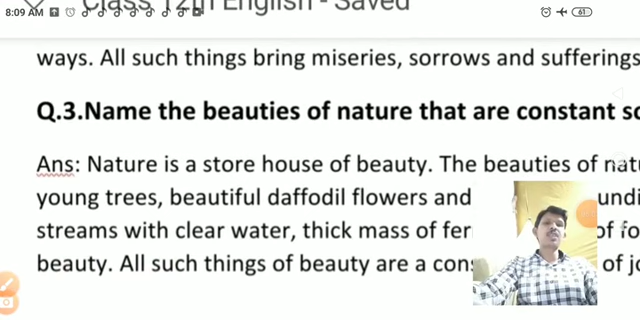 8:09 AM
61
Class 12th English - Saved
ways. All such things bring miseries, sorrows and sufferings
Q.3.Name the beauties of nature that are constant
Ans: Nature is a store house of beauty. The beauties of
young trees, beautiful daffodil flowers and
streams with clear water, thick mass of of
beauty. All such things of beauty are a of